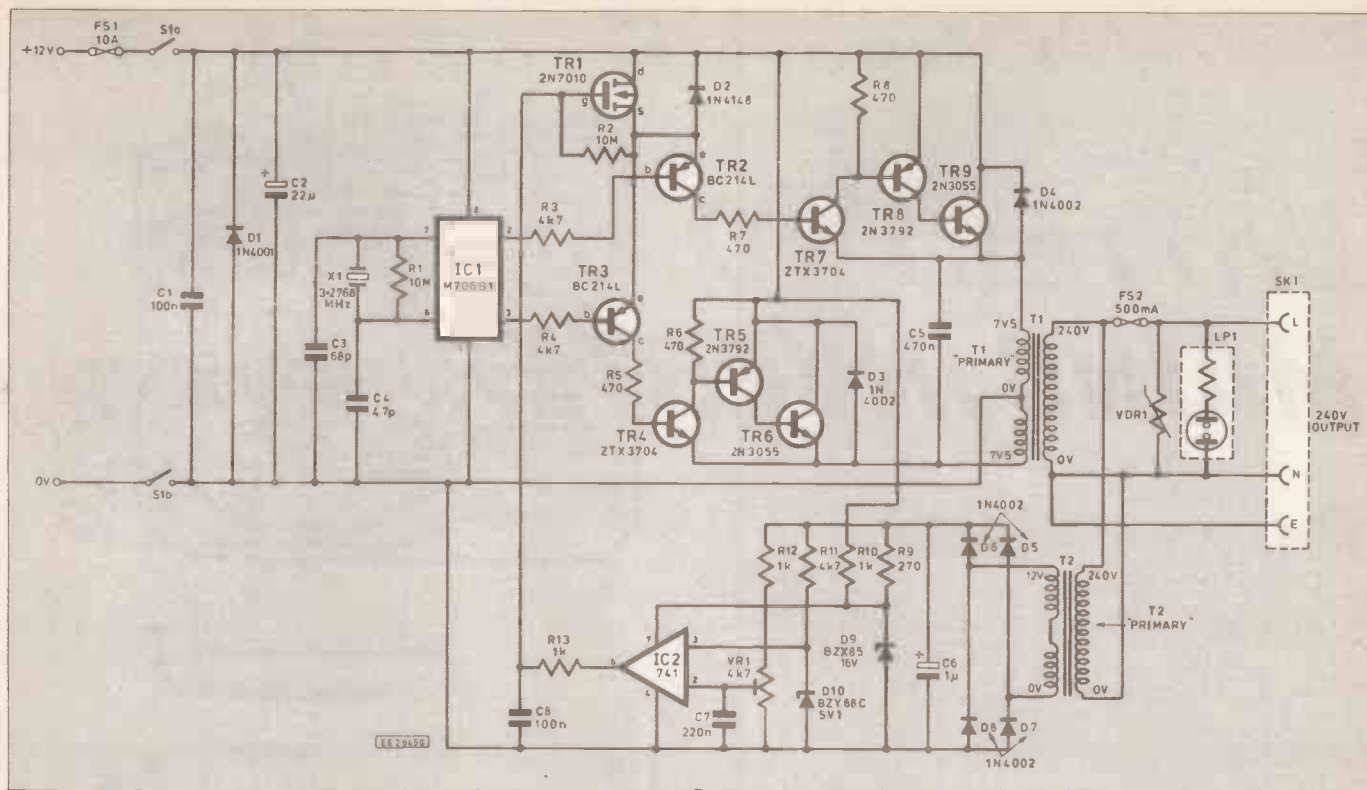 FS1
10A
S1a
+12V
TR1
2N7010
d
g
s
D2
1N4148
R2
10M
R8
470
TR2
BC214L
e
b
c
TR9
2N3055
D4
1N4002
C2
22µ
+
R3
4k7
R7
470
TR8
2N3792
TR7
ZTX3704
D1
1N4001
C1
100n
7
8
2
X1
3·2768
MHz
R1
10M
IC1
M706B1
6
3
TR3
BC214L
e
b
c
R4
4k7
R6
470
TR5
2N3792
C5
470n
7V5
T1
240V
T1
"PRIMARY"
FS2
500mA
SK1
L
LP1
C3
68p
R5
470
D3
1N
4002
0V
VDR1
240V
OUTPUT
C4
47p
TR4
ZTX3704
TR6
2N3055
7V5
0V
N
0V
S1b
E
1N4002
R12
1k
R11
4k7
R10
1k
R9
270
D6
D5
12V
T2
240V
"PRIMARY"
R13
1k
7
6
IC2
741
3
2
4
VR1
4k7
D9
BZX85
16V
+
C6
1µ
D10
BZY88C
5V1
C7
220n
C8
100n
0V
0V
D8
D7
1N4002
EE2945G